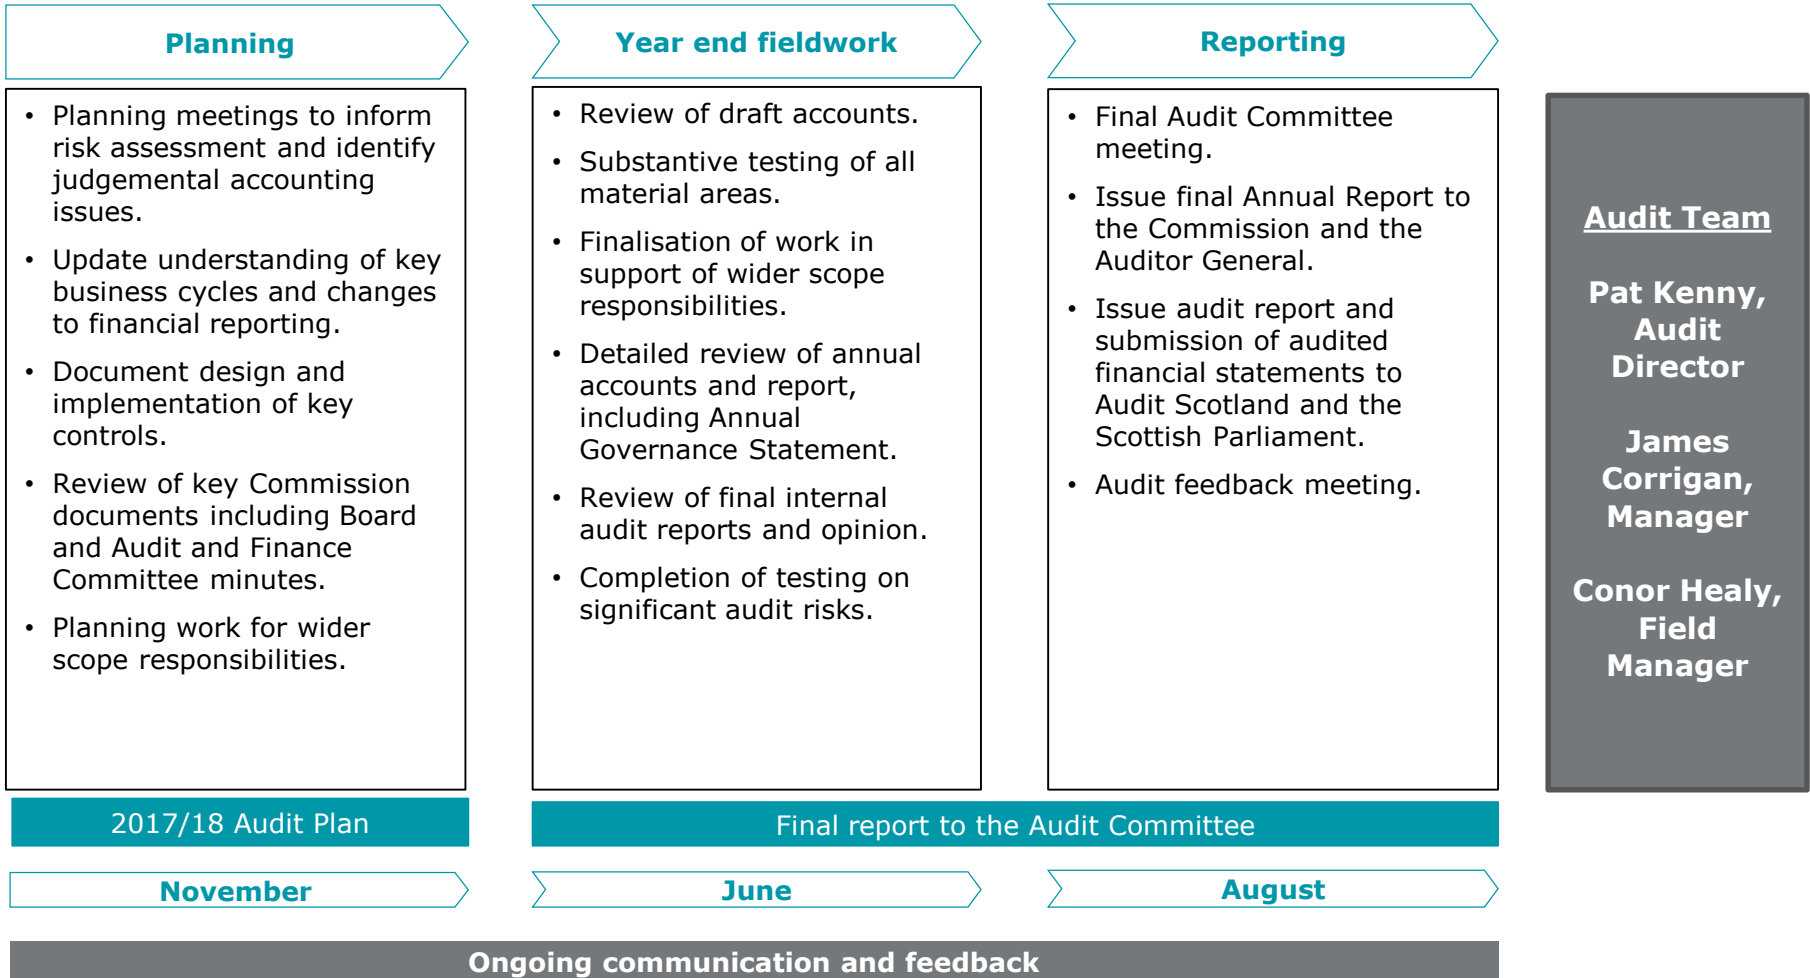 Planning
• Planning meetings to inform
risk assessment and identify
judgemental accounting
issues.
• Update understanding of key
business cycles and changes
to financial reporting.
• Document design and
implementation of key
controls.
• Review of key Commission
documents including Board
and Audit and Finance
Committee minutes.
• Planning work for wider
scope responsibilities.
2017/18 Audit Plan
November
Year end fieldwork
• Review of draft accounts.
• Substantive testing of all
material areas.
• Finalisation of work in
support of wider scope
responsibilities.
• Detailed review of annual
accounts and report,
including Annual
Governance Statement.
• Review of final internal
audit reports and opinion.
• Completion of testing on
significant audit risks.
June
Reporting
• Final Audit Committee
meeting.
• Issue final Annual Report to
the Commission and the
Auditor General.
• Issue audit report and
submission of audited
financial statements to
Audit Scotland and the
Scottish Parliament.
• Audit feedback meeting.
Final report to the Audit Committee
August
Audit Team
Pat Kenny,
Audit
Director
James
Corrigan,
Manager
Conor Healy,
Field
Manager
Ongoing communication and feedback